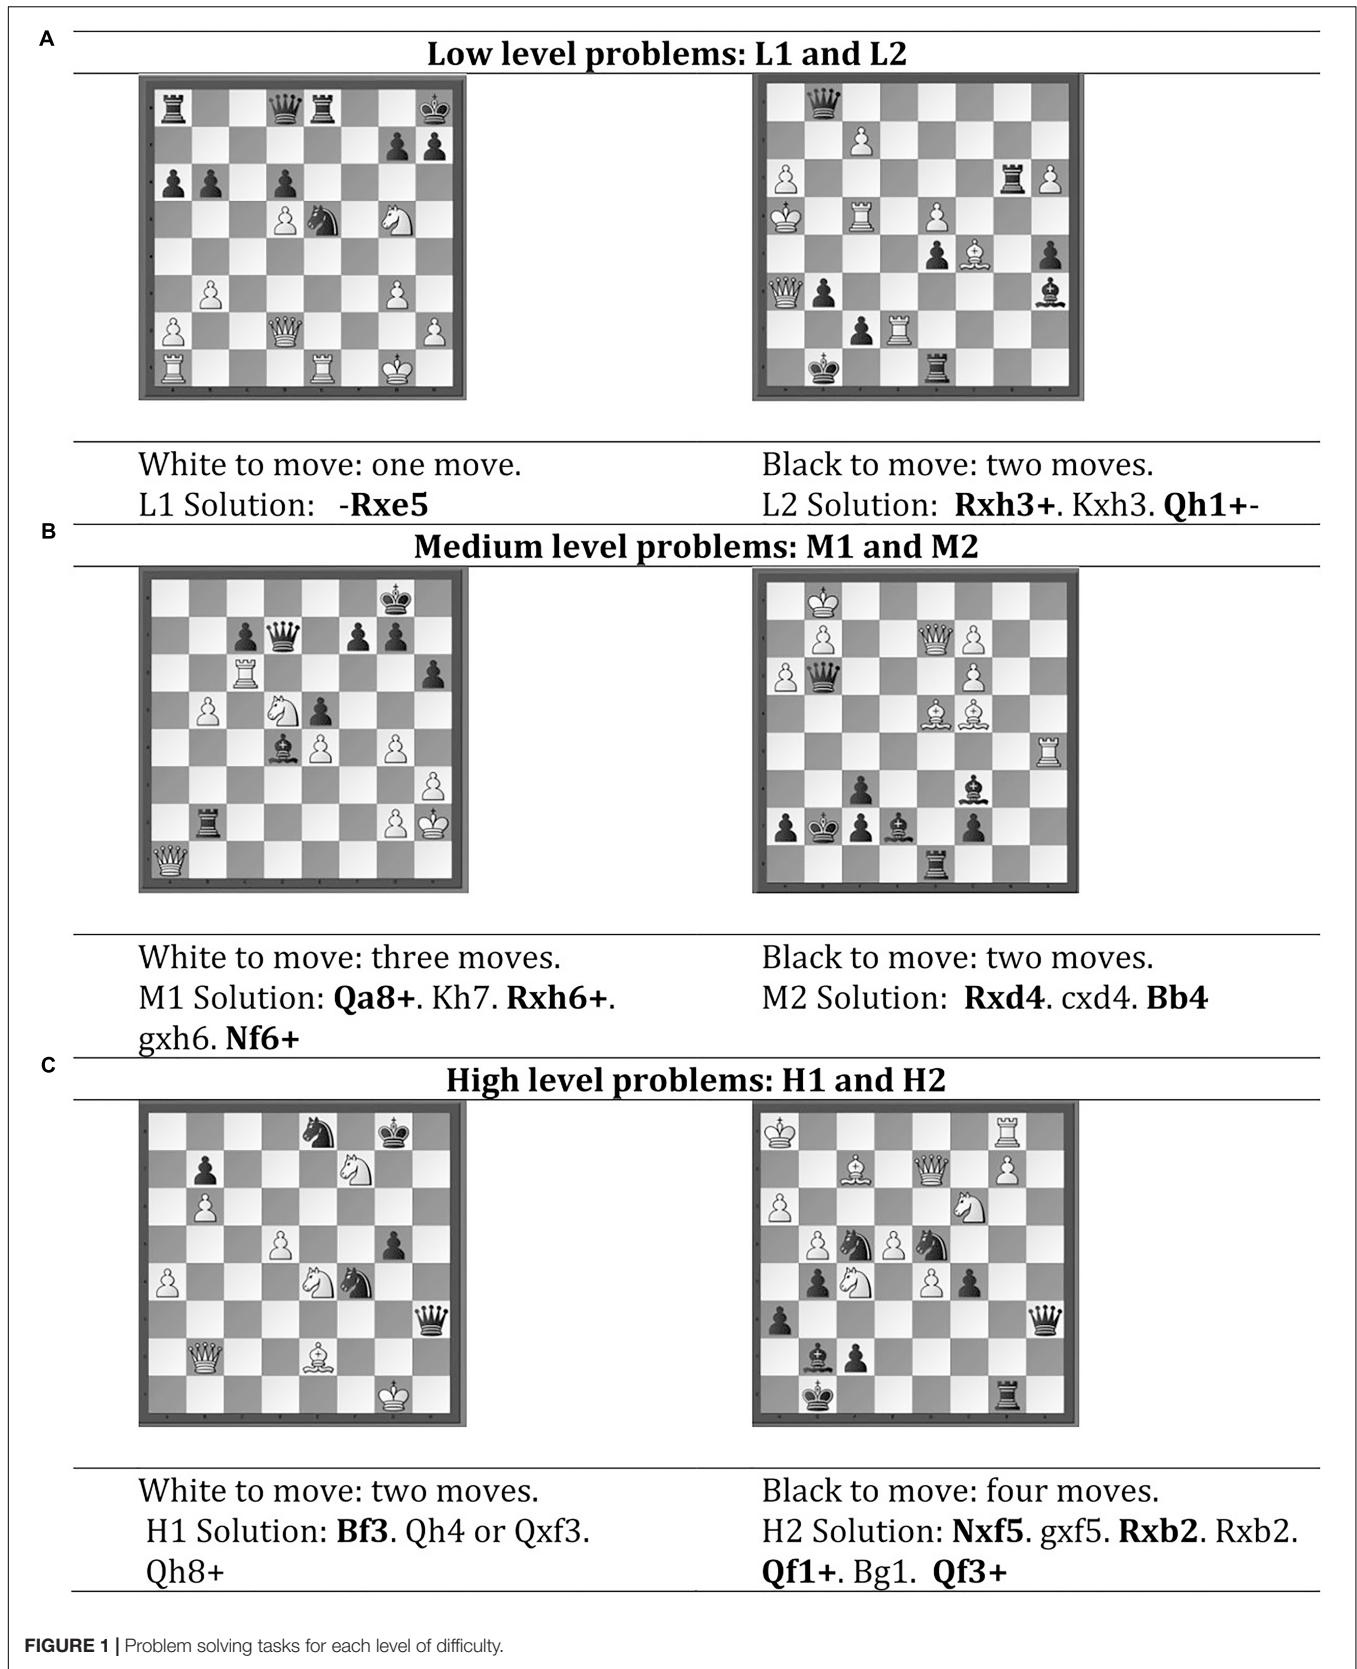 A
Low level problems: L1 and L2
White to move: one move.
L1 Solution: -Rxe5
Black to move: two moves.
L2 Solution: Rxh3+. Kxh3. Qh1+-
B
Medium level problems: M1 and M2
White to move: three moves.
M1 Solution: Qa8+. Kh7. Rxh6+.
gxh6. Nf6+
Black to move: two moves.
M2 Solution: Rxd4. cxd4. Bb4
C
High level problems: H1 and H2
White to move: two moves.
H1 Solution: Bf3. Qh4 or Qxf3.
Qh8+
Black to move: four moves.
H2 Solution: Nxf5. gxf5. Rxb2. Rxb2.
Qf1+. Bg1. Qf3+
FIGURE 1 | Problem solving tasks for each level of difficulty.